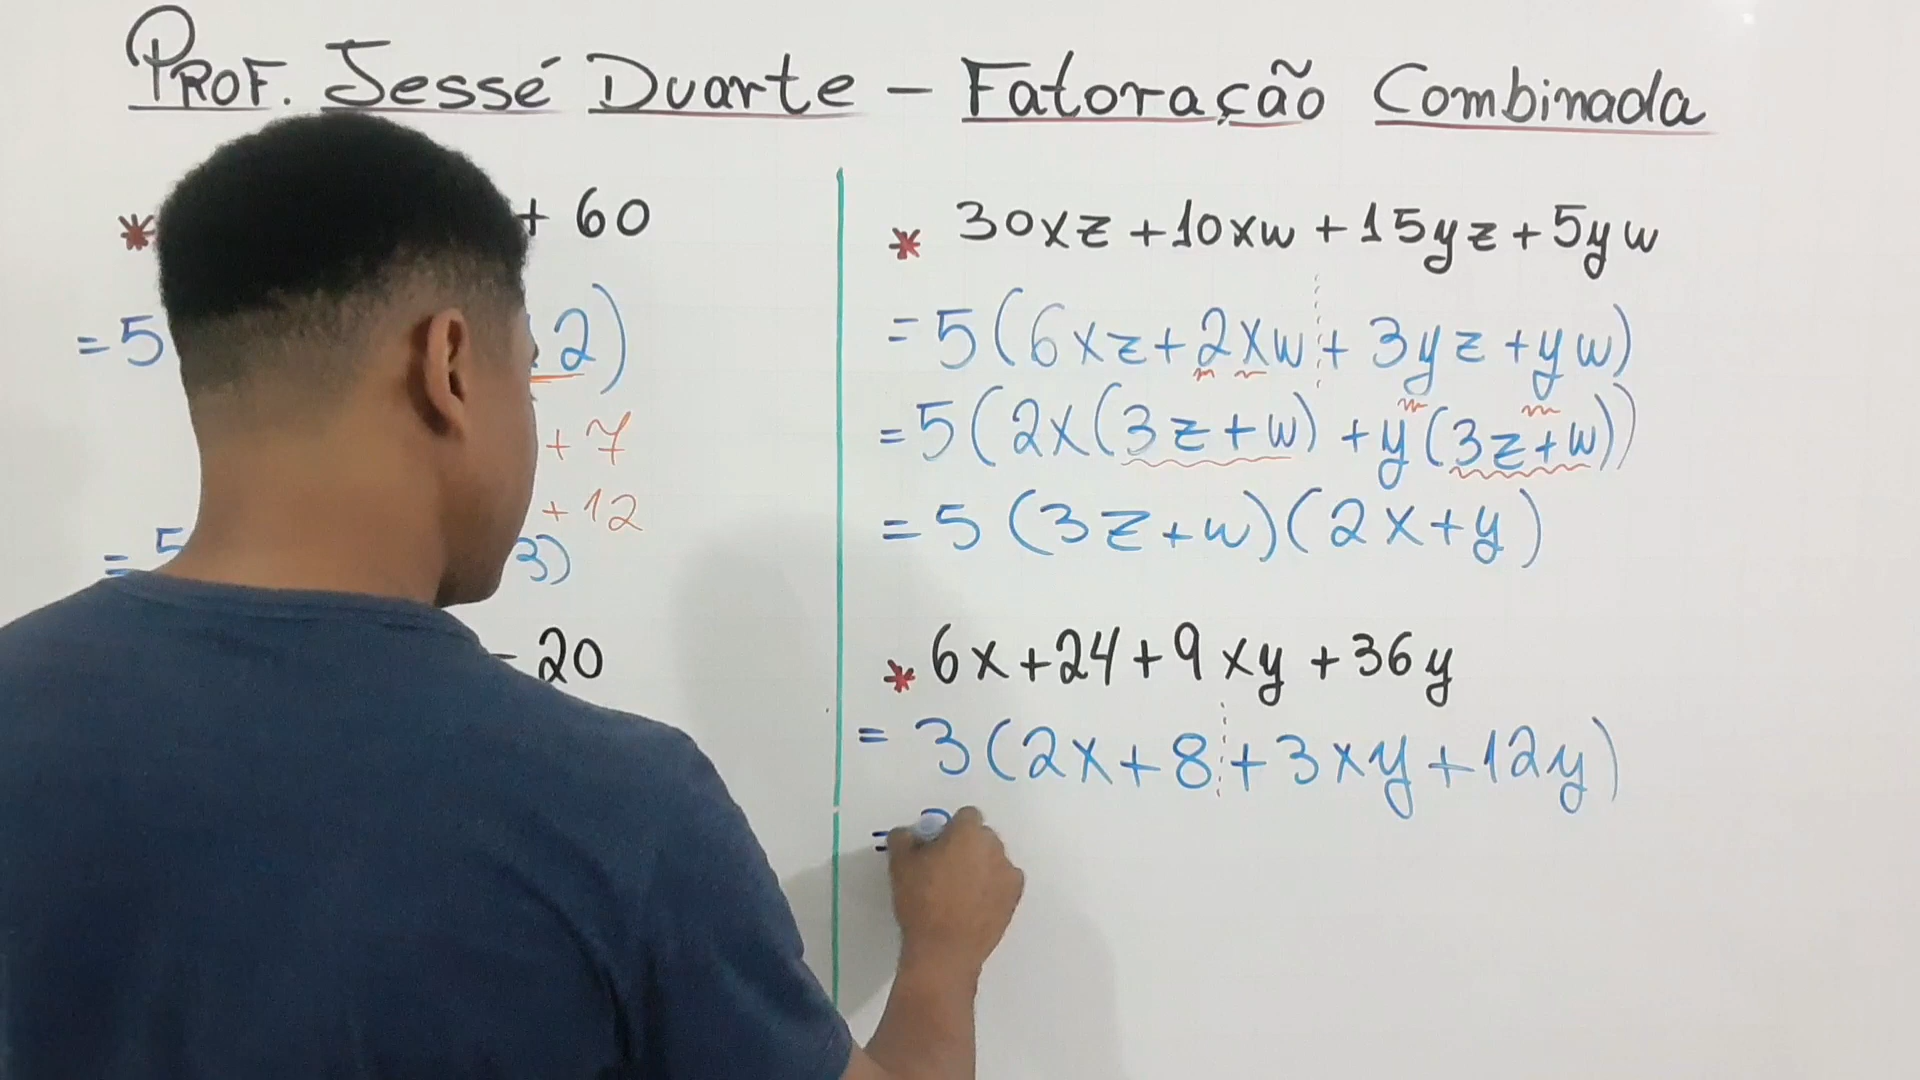 PROF. Jessé Duarte - Fatoração Combinada
* + 60
= 5 2)
+ 7
+ 12
= 5 3)
- 20
* 30xz + 10xw + 15yz + 5yw
= 5(6xz + 2xw + 3yz + yw)
= 5(2x(3z + w) + y(3z + w))
= 5(3z + w)(2x + y)
* 6x + 24 + 9xy + 36y
= 3(2x + 8 + 3xy + 12y)
=